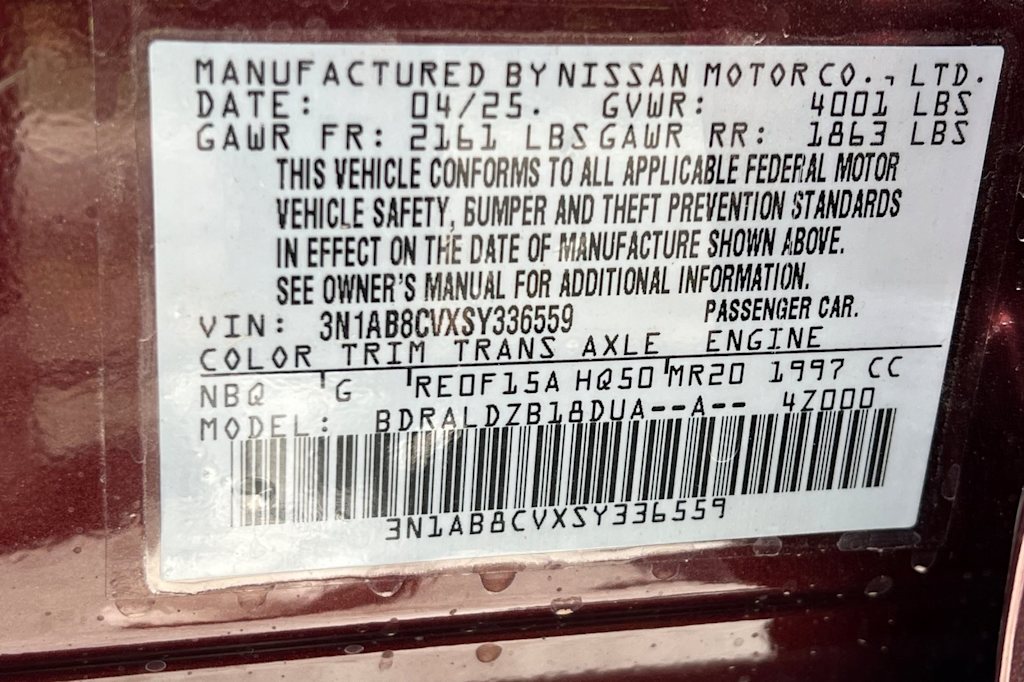 MANUFACTURED BY NISSAN MOTOR CO., LTD.
DATE: 04/25. GVWR: 4001 LBS
GAWR FR: 2161 LBS GAWR RR: 1863 LBS
THIS VEHICLE CONFORMS TO ALL APPLICABLE FEDERAL MOTOR
VEHICLE SAFETY, BUMPER AND THEFT PREVENTION STANDARDS
IN EFFECT ON THE DATE OF MANUFACTURE SHOWN ABOVE.
SEE OWNER'S MANUAL FOR ADDITIONAL INFORMATION.
VIN: 3N1AB8CVXSY336559 PASSENGER CAR.
COLOR TRIM TRANS AXLE ENGINE
NBQ G RE0F15A HQ50 MR20 1997 CC
MODEL: BDRALDZB18DUA--A-- 4Z000
3N1AB8CVXSY336559